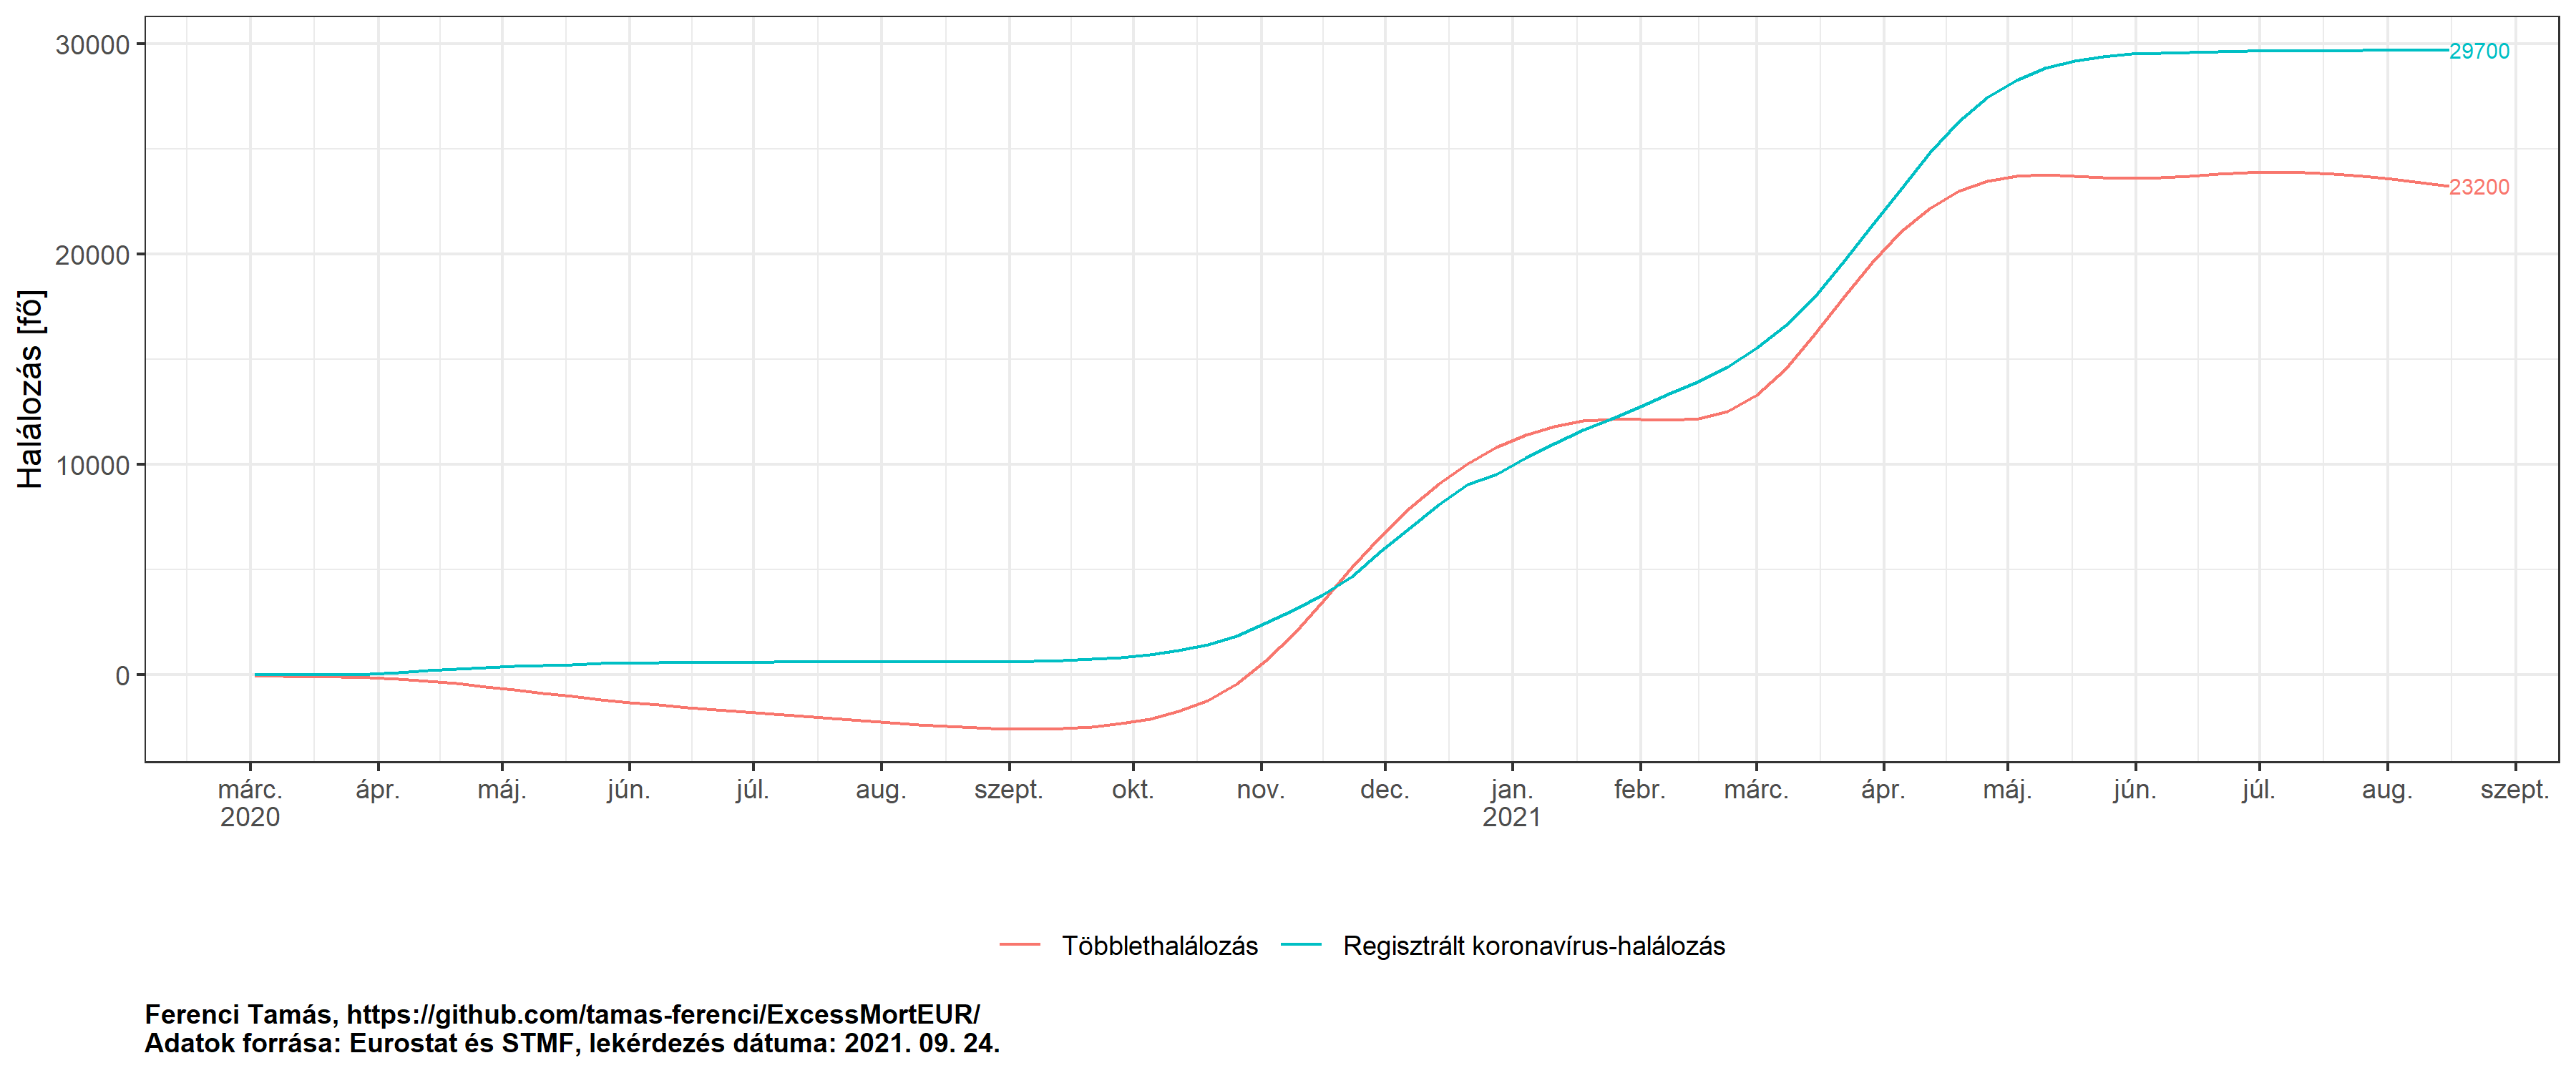 30000
20000
10000
0
Halálozás [fő]
29700
23200
márc. ápr. máj. jún. júl. aug. szept. okt. nov. dec. jan. febr. márc. ápr. máj. jún. júl. aug. szept.
2020 2021
Többlethalálozás Regisztrált koronavírus-halálozás
Ferenci Tamás, https://github.com/tamas-ferenci/ExcessMortEUR/
Adatok forrása: Eurostat és STMF, lekérdezés dátuma: 2021. 09. 24.